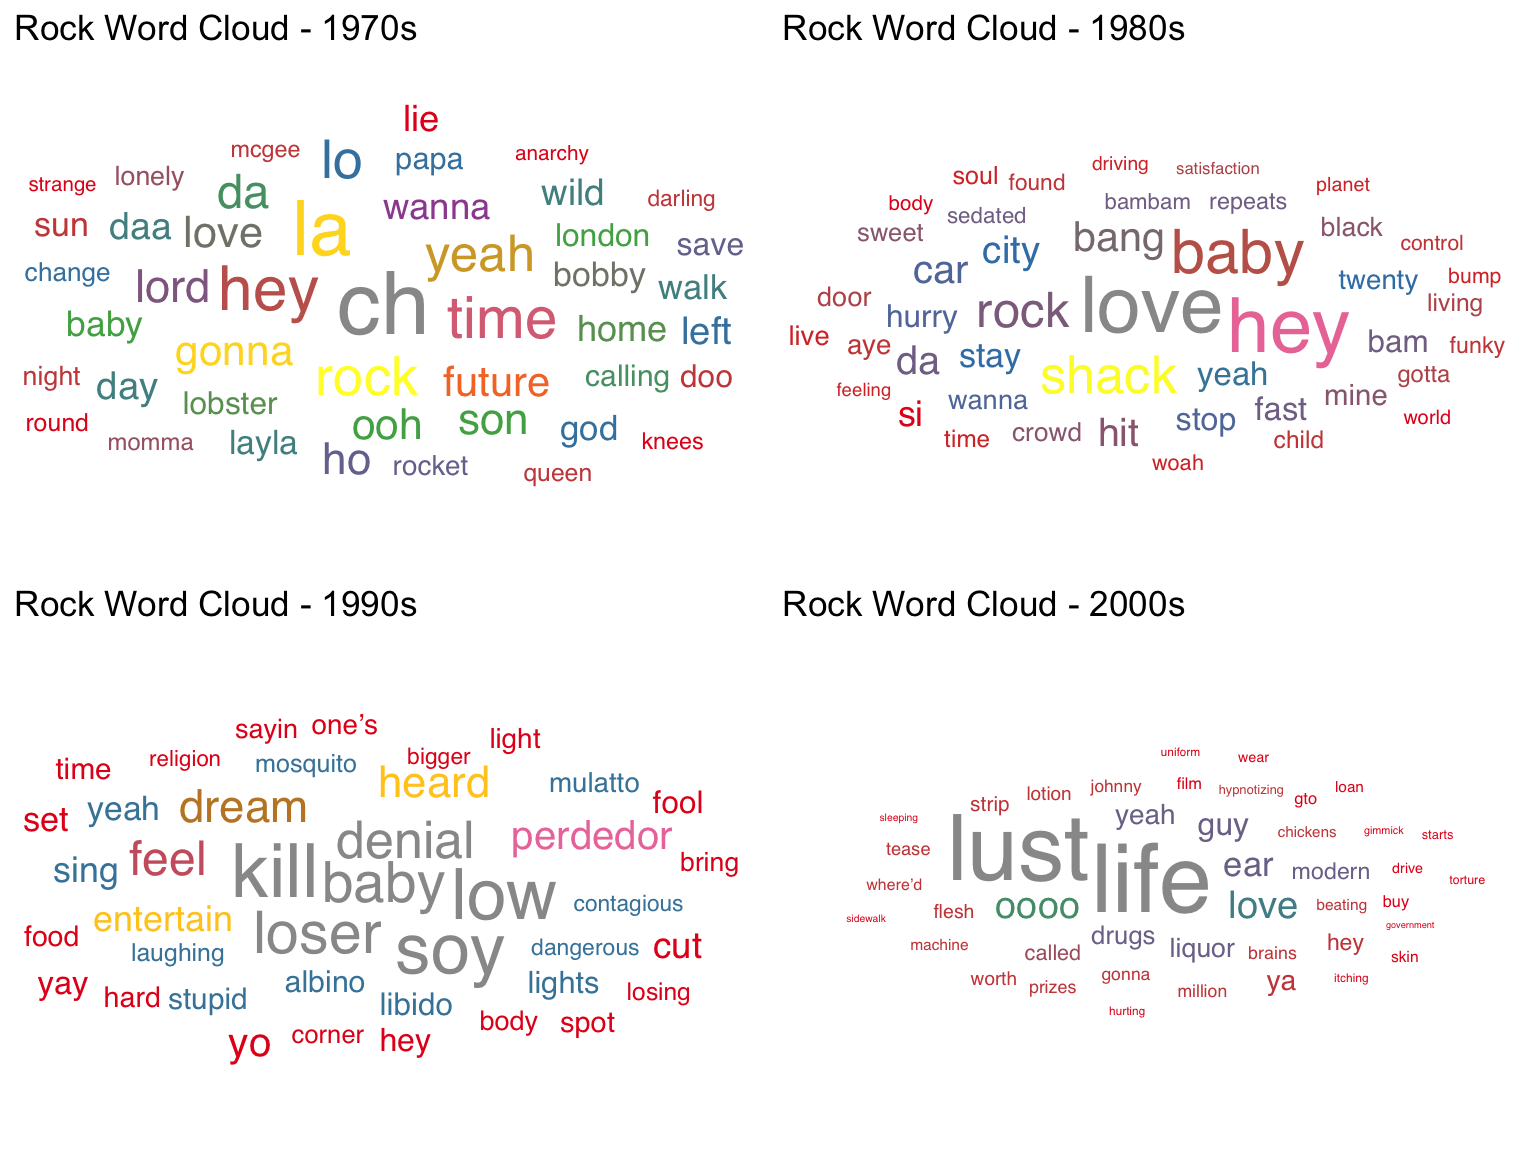 Rock Word Cloud - 1970s
lie
mcgee lo papa anarchy
strange lonely da wanna wild darling
sun daa love la yeah london save
change lord hey ch time bobby walk
baby gonna home left
night day rock future calling doo
round lobster ooh son god knees
momma layla ho rocket queen
Rock Word Cloud - 1980s
driving satisfaction
soul found planet
body sedated bambam repeats black
sweet city bang baby control
car twenty bump
door hurry rock love hey living
live aye da stay shack yeah bam funky
feeling wanna gotta
si crowd hit stop fast mine world
time woah child
Rock Word Cloud - 1990s
sayin one’s light
time religion mosquito bigger
set yeah dream heard mulatto fool
sing feel kill denial perdedor bring
baby low contagious
food entertain loser soy dangerous cut
laughing
yay hard stupid albino libido lights losing
yo corner hey body spot
Rock Word Cloud - 2000s
uniform wear
strip lotion johnny film hypnotizing gto loan
sleeping yeah guy chickens gimmick starts
tease lust life ear modern drive torture
where’d
sidewalk flesh oooo love beating buy government
machine called drugs liquor brains hey skin
worth prizes gonna million ya itching
hurting